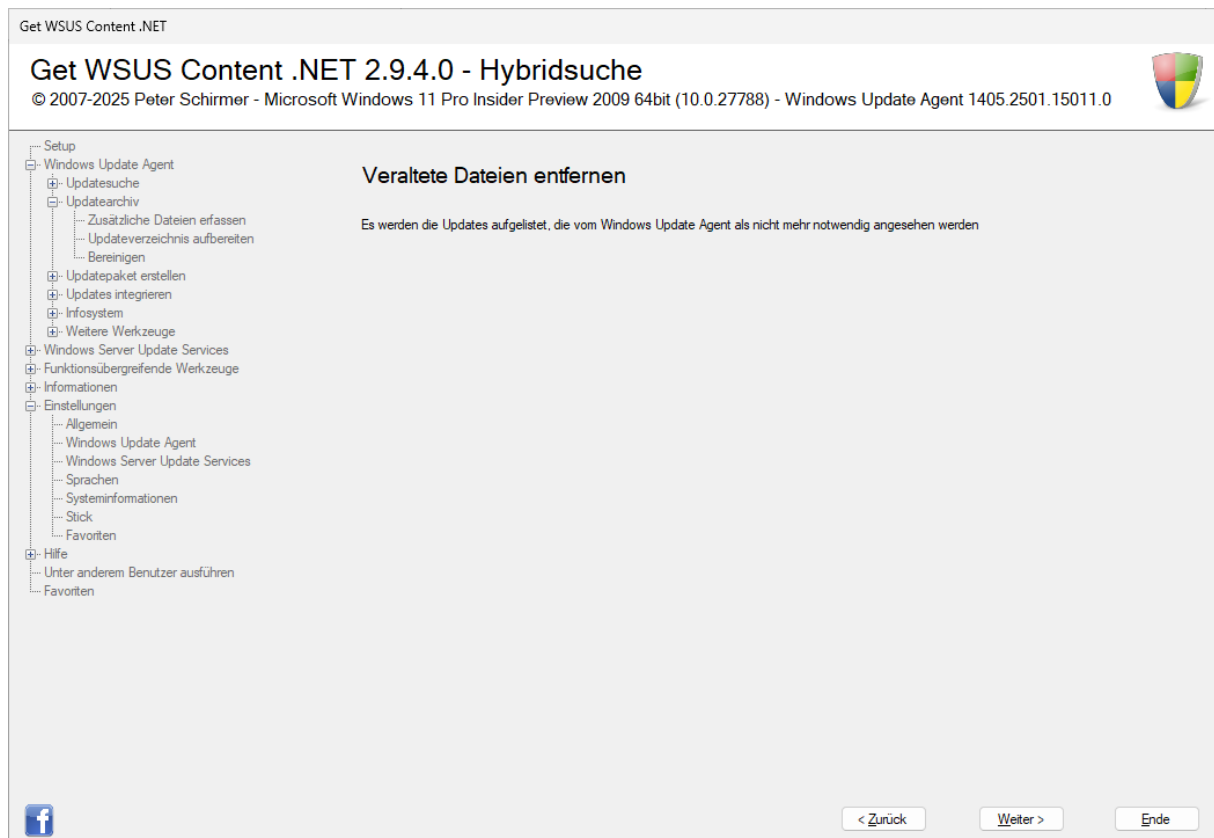 Get WSUS Content .NET
Get WSUS Content .NET 2.9.4.0 - Hybridsuche
© 2007-2025 Peter Schirmer - Microsoft Windows 11 Pro Insider Preview 2009 64bit (10.0.27788) - Windows Update Agent 1405.2501.15011.0
Setup
Windows Update Agent
Updatesuche
Updatearchiv
Zusätzliche Dateien erfassen
Updateverzeichnis aufbereiten
Bereinigen
Updatepaket erstellen
Updates integrieren
Infosystem
Weitere Werkzeuge
Windows Server Update Services
Funktionsübergreifende Werkzeuge
Informationen
Einstellungen
Allgemein
Windows Update Agent
Windows Server Update Services
Sprachen
Systeminformationen
Stick
Favoriten
Hilfe
Unter anderem Benutzer ausführen
Favoriten
Veraltete Dateien entfernen
Es werden die Updates aufgelistet, die vom Windows Update Agent als nicht mehr notwendig angesehen werden
f
< Zurück
Weiter >
Ende